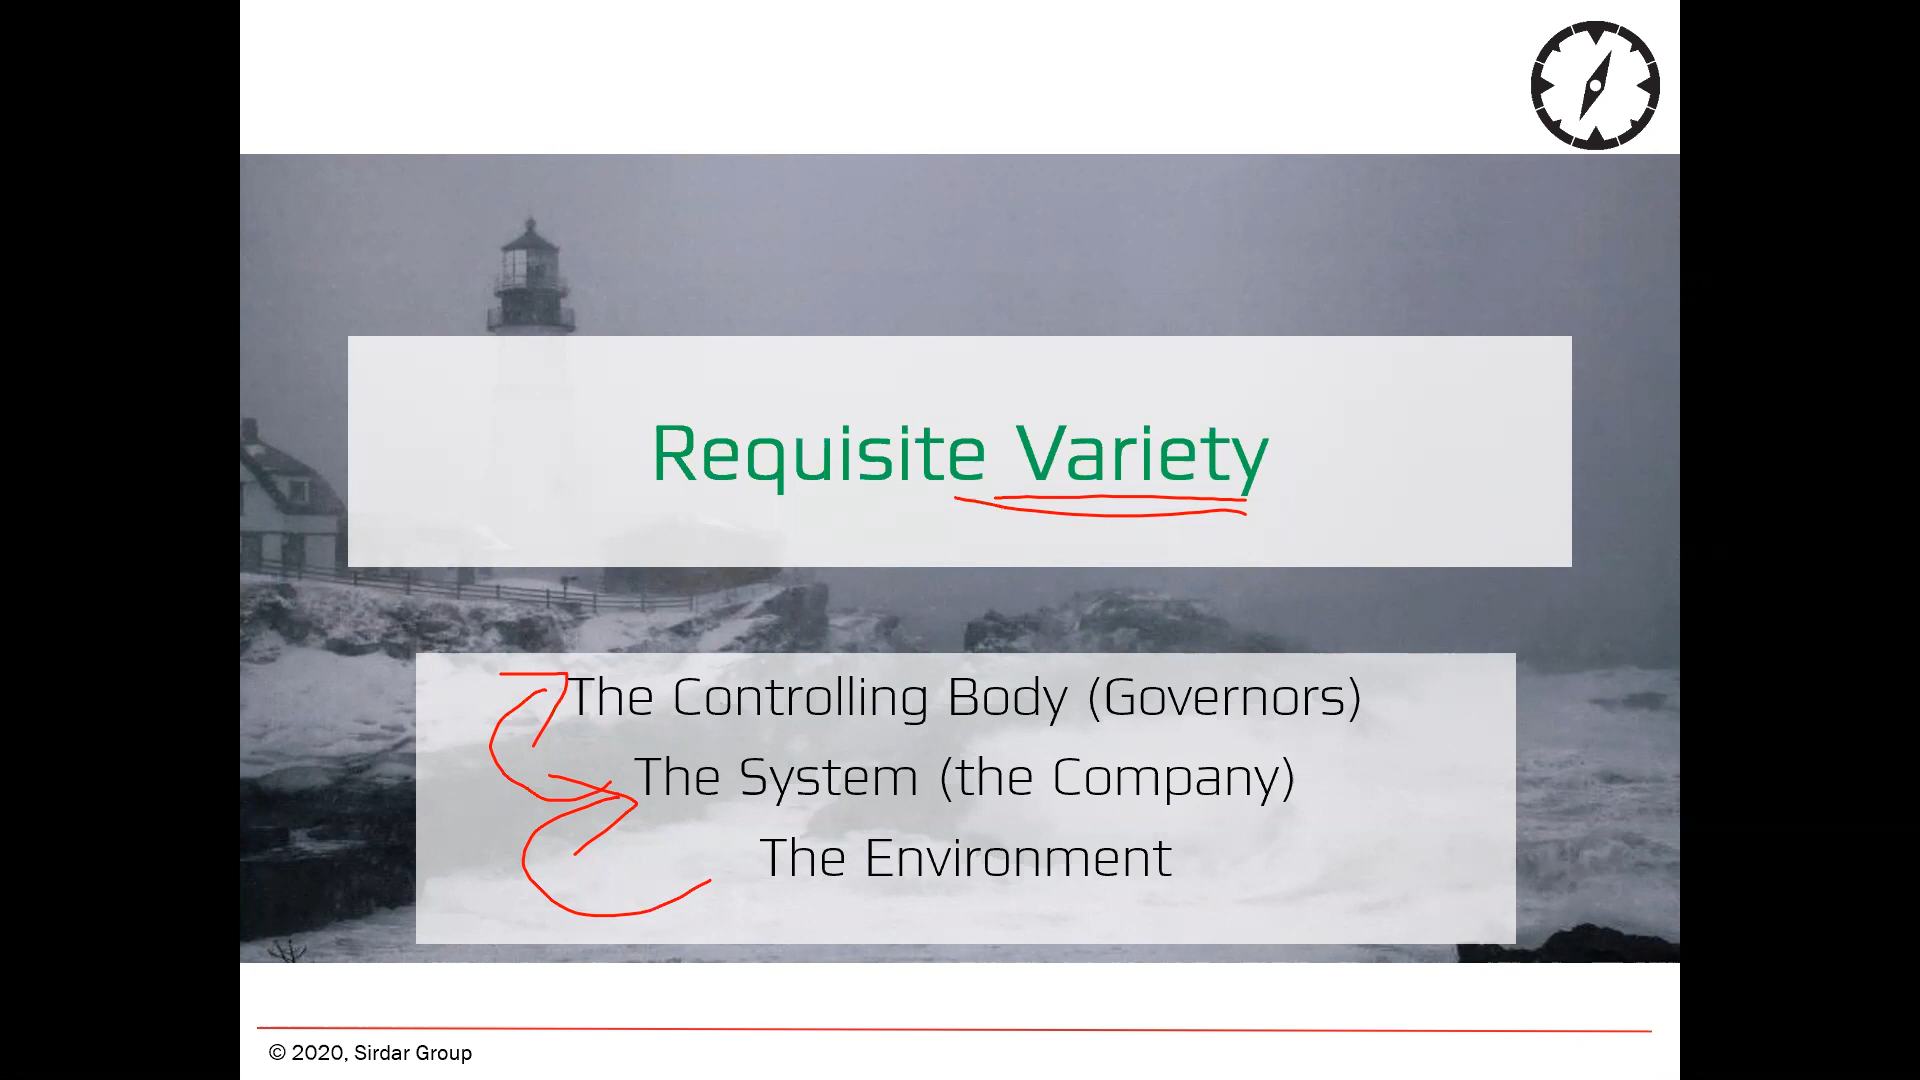 Requisite Variety
The Controlling Body (Governors)
The System (the Company)
The Environment
© 2020, Sirdar Group